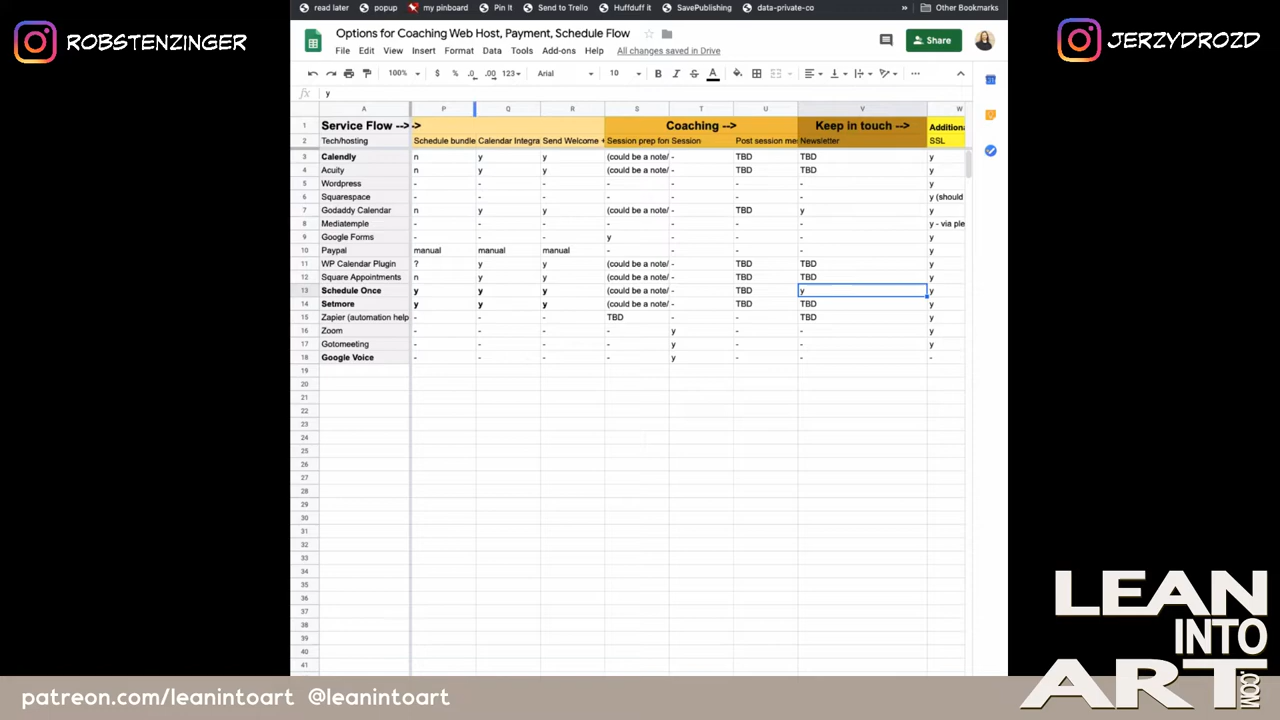 ROBSTENZINGER
JERZYDROZD
read later popup my pinboard Pin It Send to Trello Huffduff it SavePublishing data-private-co » Other Bookmarks
Options for Coaching Web Host, Payment, Schedule Flow
File Edit View Insert Format Data Tools Add-ons Help All changes saved in Drive
Share
100% $ % .0 .00 123 Arial 10 B I S A
fx y
A P Q R S T U V W
1 Service Flow --> -> Coaching --> Keep in touch --> Additiona
2 Tech/hosting Schedule bundle Calendar Integra Send Welcome + Session prep for Session Post session me Newsletter SSL
3 Calendly n y y (could be a note/ - TBD TBD y
4 Acuity n y y (could be a note/ - TBD TBD y
5 Wordpress - - - - - - - y
6 Squarespace - - - - - - - y (should
7 Godaddy Calendar n y y (could be a note/ - TBD y y
8 Mediatemple - - - - - - - y - via ple
9 Google Forms - - - y - - - y
10 Paypal manual manual manual - - - - y
11 WP Calendar Plugin ? y y (could be a note/ - TBD TBD y
12 Square Appointments n y y (could be a note/ - TBD TBD y
13 Schedule Once y y y (could be a note/ - TBD y y
14 Setmore y y y (could be a note/ - TBD TBD y
15 Zapier (automation help - - - TBD - - TBD y
16 Zoom - - - - y - - y
17 Gotomeeting - - - - y - - y
18 Google Voice - - - - y - - -
19
20
21
22
23
24
25
26
27
28
29
30
31
32
33
34
35
36
37
38
39
40
41
LEAN
INTO
ART.COM
patreon.com/leanintoart @leanintoart